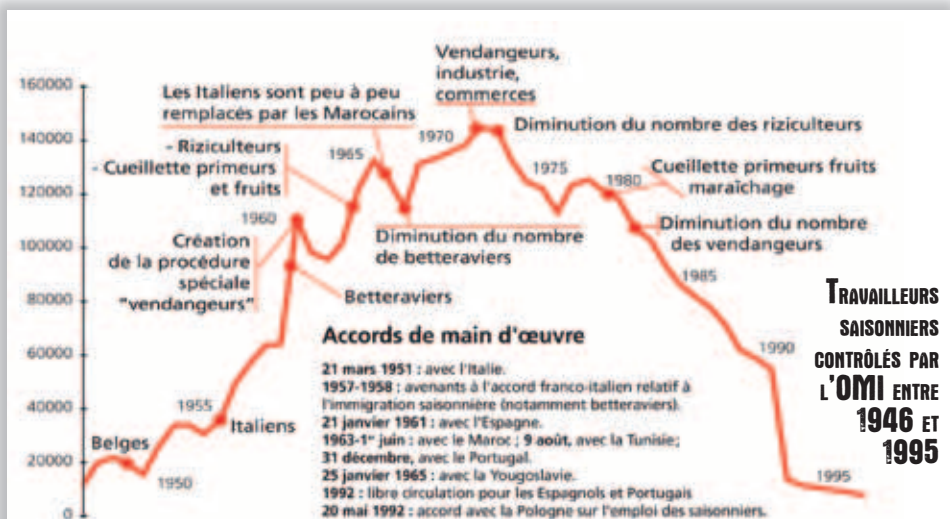 Vendangeurs,
industrie,
commerces
160000
Les Italiens sont peu à peu
remplacés par les Marocains
140000
1970
Diminution du nombre des riziculteurs
- Riziculteurs
- Cueillette primeurs
et fruits
1965
1975
1980
Cueillette primeurs fruits
maraîchage
120000
1960
Création
de la procédure
spéciale
"vendangeurs"
Diminution du nombre
de betteraviers
Diminution du nombre
des vendangeurs
100000
Betteraviers
1985
80000
TRAVAILLEURS
SAISONNIERS
CONTRÔLÉS PAR
L'OMI ENTRE
1946 ET
1995
Accords de main d'œuvre
21 mars 1951 : avec l'Italie.
1957-1958 : avenants à l'accord franco-italien relatif à
l'immigration saisonnière (notamment betteraviers).
21 janvier 1961 : avec l'Espagne.
1963-1er juin : avec le Maroc ; 9 août, avec la Tunisie;
31 décembre, avec le Portugal.
25 janvier 1965 : avec la Yougoslavie.
1992 : libre circulation pour les Espagnols et Portugais
20 mai 1992 : accord avec la Pologne sur l'emploi des saisonniers.
60000
1990
40000
1955
Italiens
Belges
20000
1950
1995
0